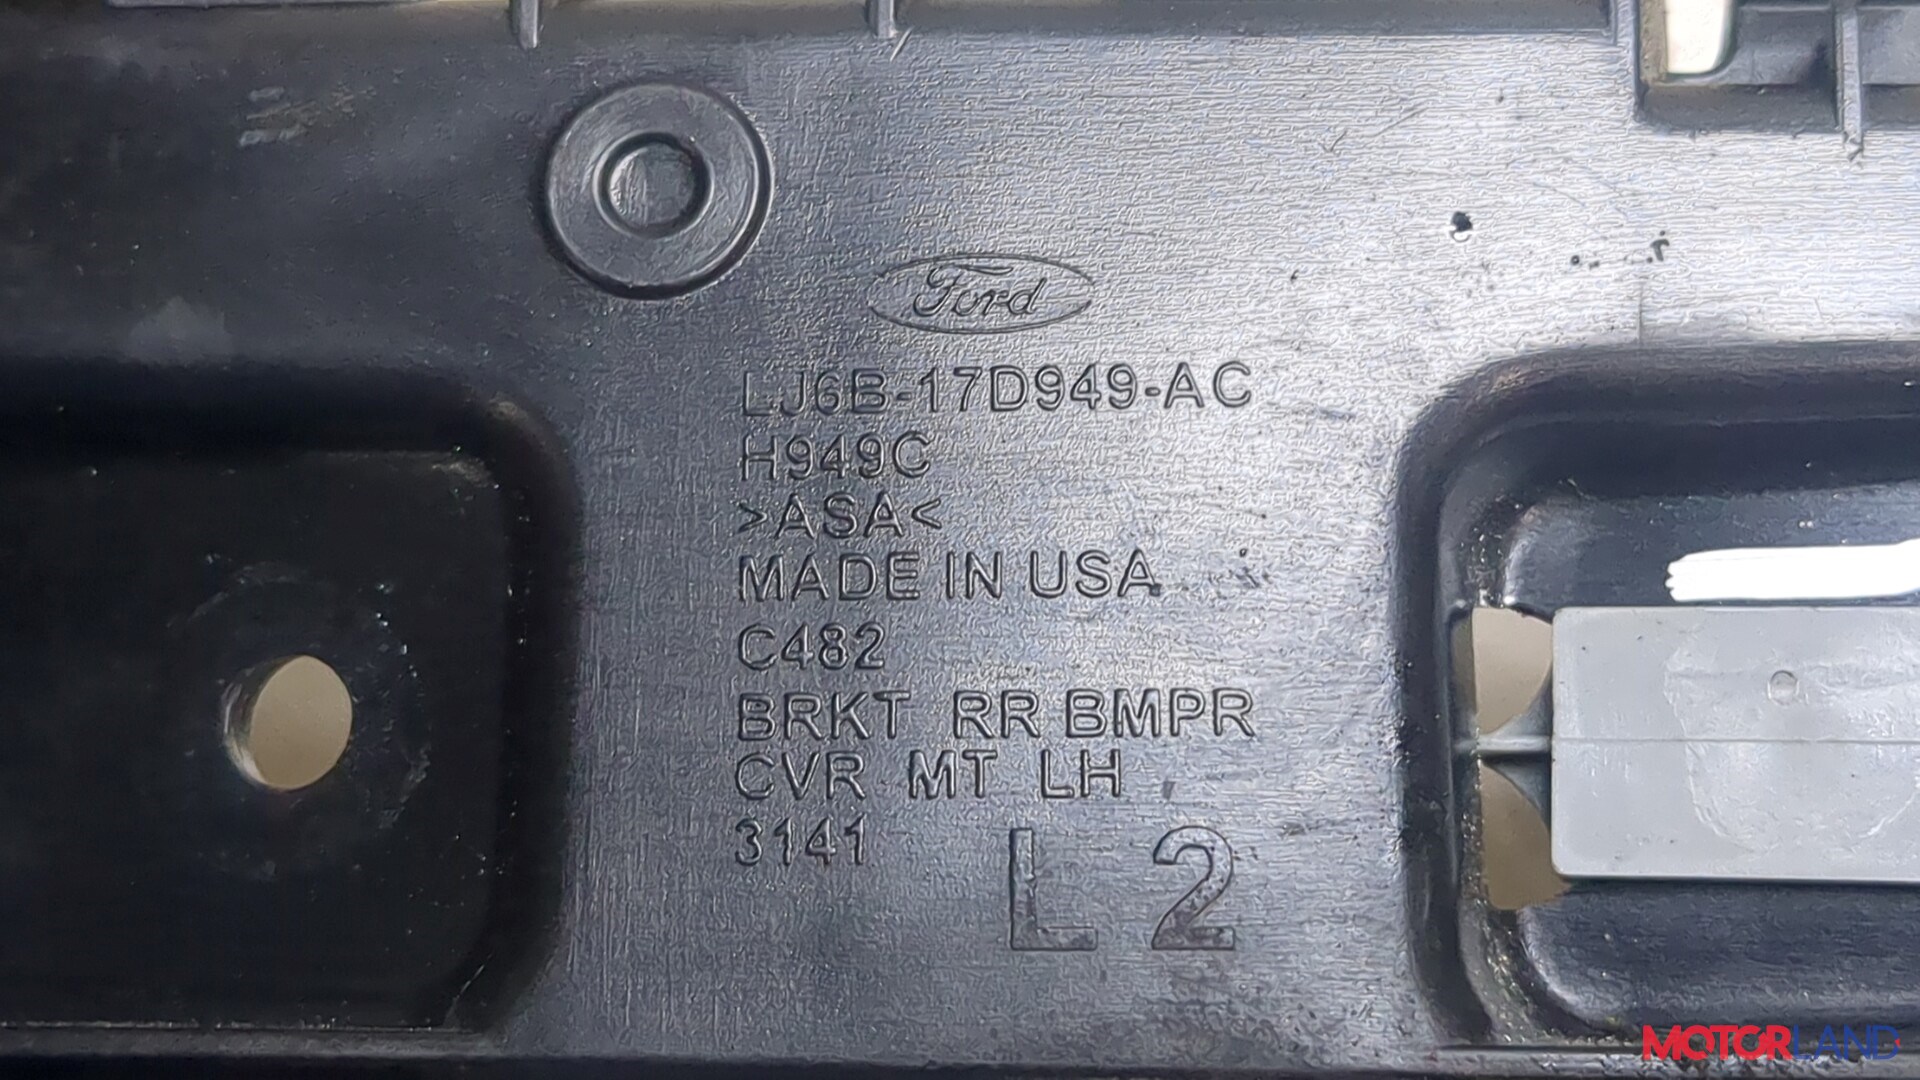 Ford
LJ6B-17D949-AC
H949C
>ASA<
MADE IN USA
C482
BRKT RR BMPR
CVR MT LH
3141
L 2
MOTORLAND